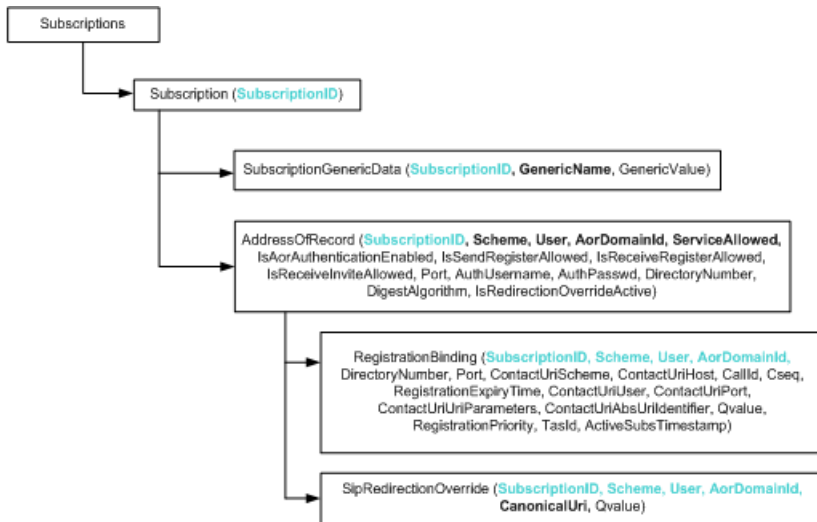 Subscriptions
Subscription (SubscriptionID)
SubscriptionGenericData (SubscriptionID, GenericName, GenericValue)
AddressOfRecord (SubscriptionID, Scheme, User, AorDomainId, ServiceAllowed,
IsAorAuthenticationEnabled, IsSendRegisterAllowed, IsReceiveRegisterAllowed,
IsReceiveInviteAllowed, Port, AuthUsername, AuthPasswd, DirectoryNumber,
DigestAlgorithm, IsRedirectionOverrideActive)
RegistrationBinding (SubscriptionID, Scheme, User, AorDomainId,
DirectoryNumber, Port, ContactUriScheme, ContactUriHost, CallId, Cseq,
RegistrationExpiryTime, ContactUriUser, ContactUriPort,
ContactUriUriParameters, ContactUriAbsUriIdentifier, Qvalue,
RegistrationPriority, TasId, ActiveSubsTimestamp)
SipRedirectionOverride (SubscriptionID, Scheme, User, AorDomainId,
CanonicalUri, Qvalue)